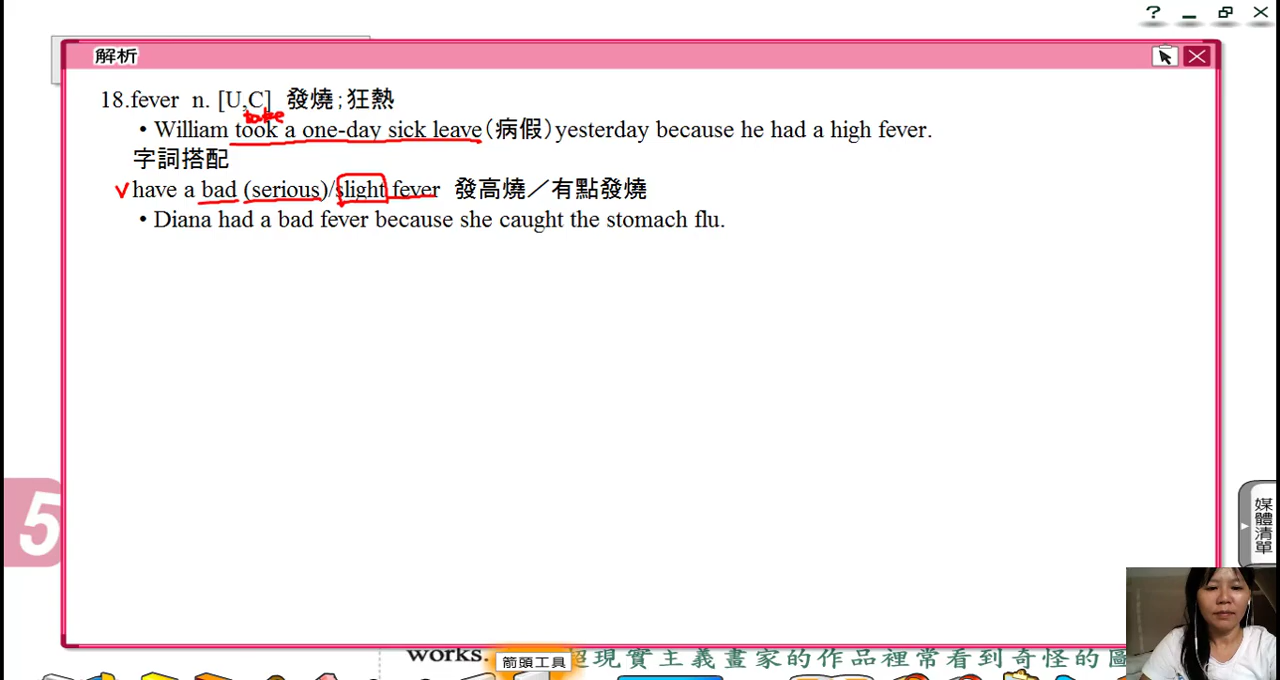 ?
解析
18.fever n. [U,C] 發燒；狂熱
take
• William took a one-day sick leave（病假）yesterday because he had a high fever.
字詞搭配
✓have a bad (serious)/slight fever 發高燒／有點發燒
• Diana had a bad fever because she caught the stomach flu.
5
媒體清單
works.
箭頭工具
超現實主義畫家的作品裡常看到奇怪的圖